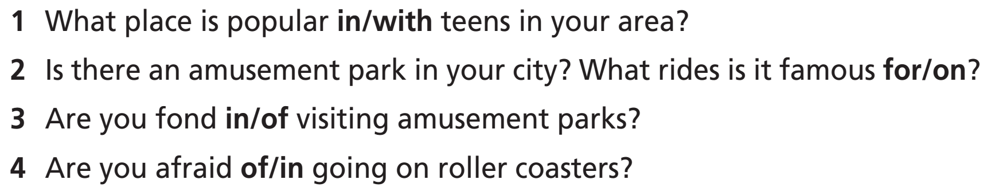 1 What place is popular in/with teens in your area?
2 Is there an amusement park in your city? What rides is it famous for/on?
3 Are you fond in/of visiting amusement parks?
4 Are you afraid of/in going on roller coasters?